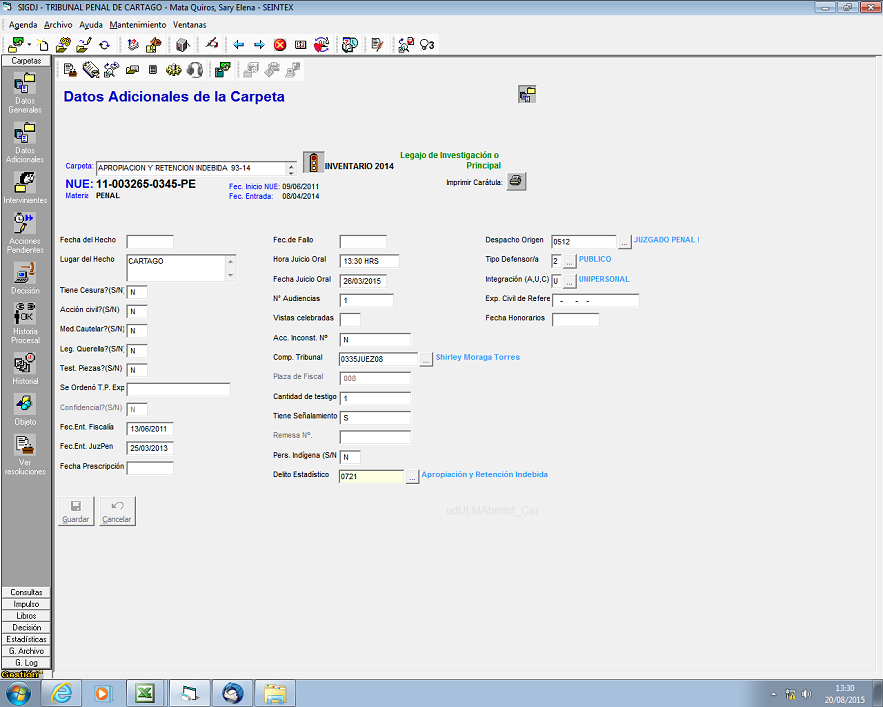 SIGDJ - TRIBUNAL PENAL DE CARTAGO - Mata Quiros, Sary Elena - SEINTEX
Agenda Archivo Ayuda Mantenimiento Ventanas
3
Carpetas
Datos Generales
Datos Adicionales
Intervinientes
Acciones Pendientes
Decisión
Historia Procesal
Historial
Objeto
Ver resoluciones
Consultas
Impulso
Libros
Decisión
Estadísticas
G. Archivo
G. Log
Gestión
Datos Adicionales de la Carpeta
Carpeta: APROPIACION Y RETENCION INDEBIDA 93-14
INVENTARIO 2014
Legajo de Investigación o
Principal
NUE: 11-003265-0345-PE
Fec. Inicio NUE: 09/06/2011
Imprimir Carátula:
Materia PENAL
Fec. Entrada: 08/04/2014
Fecha del Hecho
Lugar del Hecho CARTAGO
Tiene Cesura?(S/N) N
Acción civil?(S/N) N
Med.Cautelar?(S/N) N
Leg. Querella?(S/N) N
Test. Piezas?(S/N) N
Se Ordenó T.P. Exp
Confidencial?(S/N) N
Fec.Ent. Fiscalía 13/06/2011
Fec.Ent. JuzPen 25/03/2013
Fecha Prescripción
Guardar Cancelar
Fec.de Fallo
Hora Juicio Oral 13:30 HRS
Fecha Juicio Oral 26/03/2015
N° Audiencias 1
Vistas celebradas
Acc. Inconst. Nº N
Comp. Tribunal 0335JUEZ08 ... Shirley Moraga Torres
Plaza de Fiscal 008
Cantidad de testigo 1
Tiene Señalamiento S
Remesa Nº.
Pers. Indígena (S/N N
Delito Estadístico 0721 ... Apropiación y Retención Indebida
Despacho Origen 0512 ... JUZGADO PENAL I
Tipo Defensor/a 2 ... PUBLICO
Integración (A,U,C) U ... UNIPERSONAL
Exp. Civil de Refere - - -
Fecha Honorarios
13:30
20/08/2015